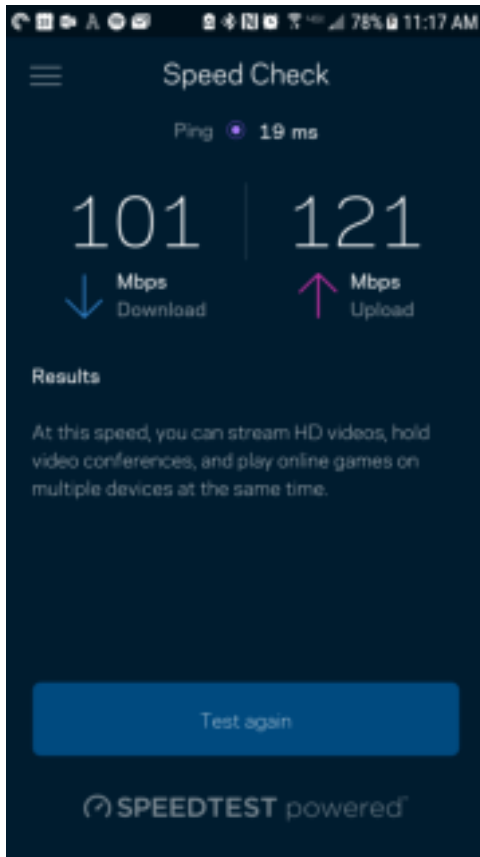 78% 11:17 AM
Speed Check
Ping 19 ms
101 121
Mbps Mbps
Download Upload
Results
At this speed, you can stream HD videos, hold
video conferences, and play online games on
multiple devices at the same time.
Test again
SPEEDTEST powered™